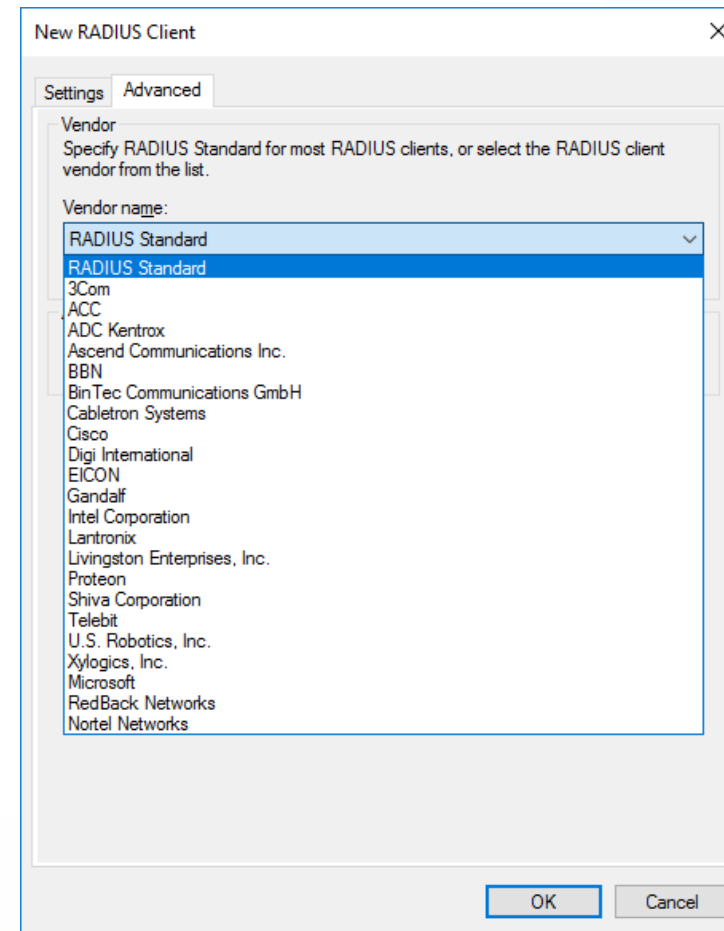 New RADIUS Client
Settings
Advanced
Vendor
Specify RADIUS Standard for most RADIUS clients, or select the RADIUS client
vendor from the list.
Vendor name:
RADIUS Standard
RADIUS Standard
3Com
ACC
ADC Kentrox
Ascend Communications Inc.
BBN
BinTec Communications GmbH
Cabletron Systems
Cisco
Digi International
EICON
Gandalf
Intel Corporation
Lantronix
Livingston Enterprises, Inc.
Proteon
Shiva Corporation
Telebit
U.S. Robotics, Inc.
Xylogics, Inc.
Microsoft
RedBack Networks
Nortel Networks
OK
Cancel